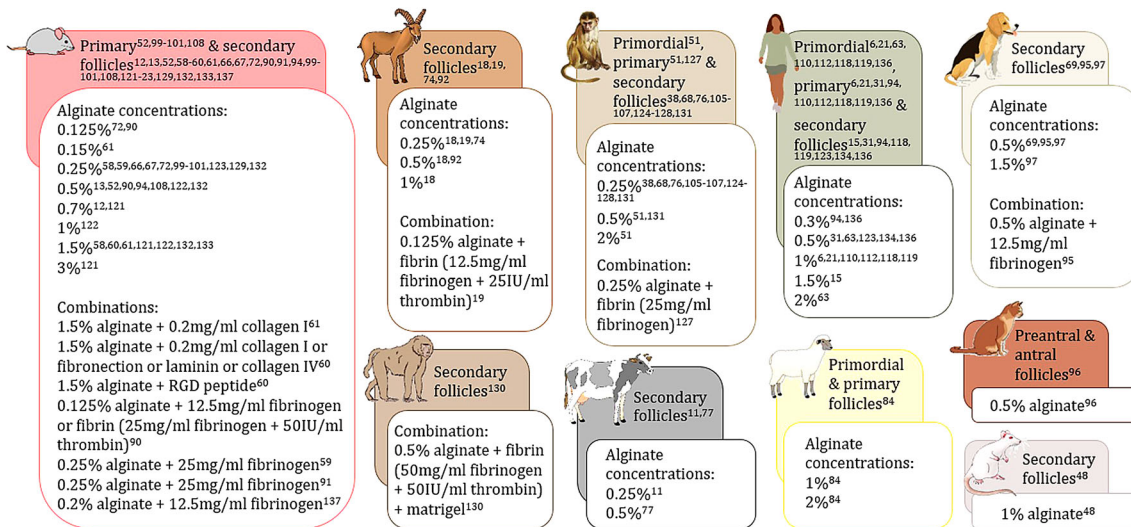 Primary52,99-101,108 & secondary
follicles12,13,52,58-60,61,66,67,72,90,91,94,99-
101,108,121-23,129,132,133,137
Alginate concentrations:
0.125%72,90
0.15%61
0.25%58,59,66,67,72,99-101,123,129,132
0.5%13,52,90,94,108,122,132
0.7%12,121
1%122
1.5%58,60,61,121,122,132,133
3%121
Combinations:
1.5% alginate + 0.2mg/ml collagen I61
1.5% alginate + 0.2mg/ml collagen I or
fibronection or laminin or collagen IV60
1.5% alginate + RGD peptide60
0.125% alginate + 12.5mg/ml fibrinogen
or fibrin (25mg/ml fibrinogen + 50IU/ml
thrombin)90
0.25% alginate + 25mg/ml fibrinogen59
0.25% alginate + 25mg/ml fibrinogen91
0.2% alginate + 12.5mg/ml fibrinogen137
Secondary
follicles18,19,
74,92
Alginate
concentrations:
0.25%18,19,74
0.5%18,92
1%18
Combination:
0.125% alginate +
fibrin (12.5mg/ml
fibrinogen + 25IU/ml
thrombin)19
Primordial51,
primary51,127 &
secondary
follicles38,68,76,105-
107,124-128,131
Alginate
concentrations:
0.25%38,68,76,105-107,124-
128,131
0.5%51,131
2%51
Combination:
0.25% alginate +
fibrin (25mg/ml
fibrinogen)127
Primordial6,21,63,
110,112,118,119,136,
primary6,21,31,94,
110,112,118,119,136 &
secondary
follicles15,31,94,118,
119,123,134,136
Alginate
concentrations:
0.3%94,136
0.5%31,63,123,134,136
1%6,21,110,112,118,119
1.5%15
2%63
Secondary
follicles69,95,97
Alginate
concentrations:
0.5%69,95,97
1.5%97
Combination:
0.5% alginate +
12.5mg/ml
fibrinogen95
Secondary
follicles130
Combination:
0.5% alginate + fibrin
(50mg/ml fibrinogen
+ 50IU/ml thrombin)
+ matrigel130
Secondary
follicles11,77
Alginate
concentrations:
0.25%11
0.5%77
Primordial
& primary
follicles84
Alginate
concentrations:
1%84
2%84
Preantral &
antral
follicles96
0.5% alginate96
Secondary
follicles48
1% alginate48